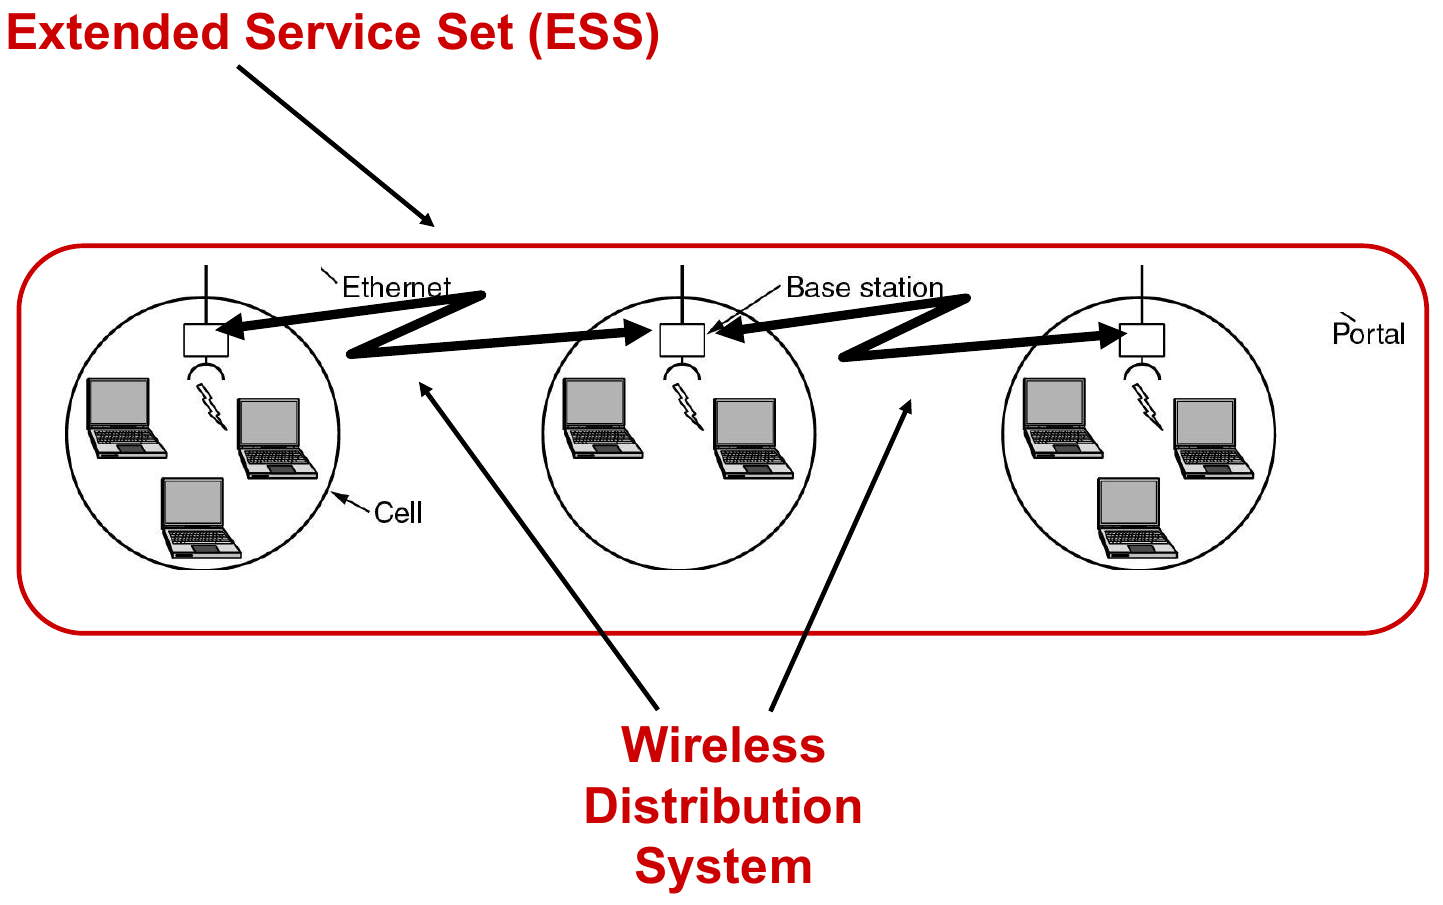 Extended Service Set (ESS)
Ethernet
Base station
Portal
Cell
Wireless
Distribution
System